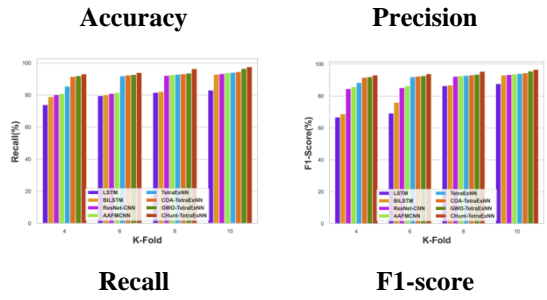 Accuracy
Precision
100
80
60
40
20
0
Recall(%)
LSTM
BiLSTM
ResNet-CNN
AAFMCNN
TetraExNN
COA-TetraExNN
GWO-TetraExNN
CHunt-TetraExNN
4
6
8
10
K-Fold
100
80
60
40
20
0
F1-Score(%)
LSTM
BiLSTM
ResNet-CNN
AAFMCNN
TetraExNN
COA-TetraExNN
GWO-TetraExNN
CHunt-TetraExNN
4
6
8
10
K-Fold
Recall
F1-score